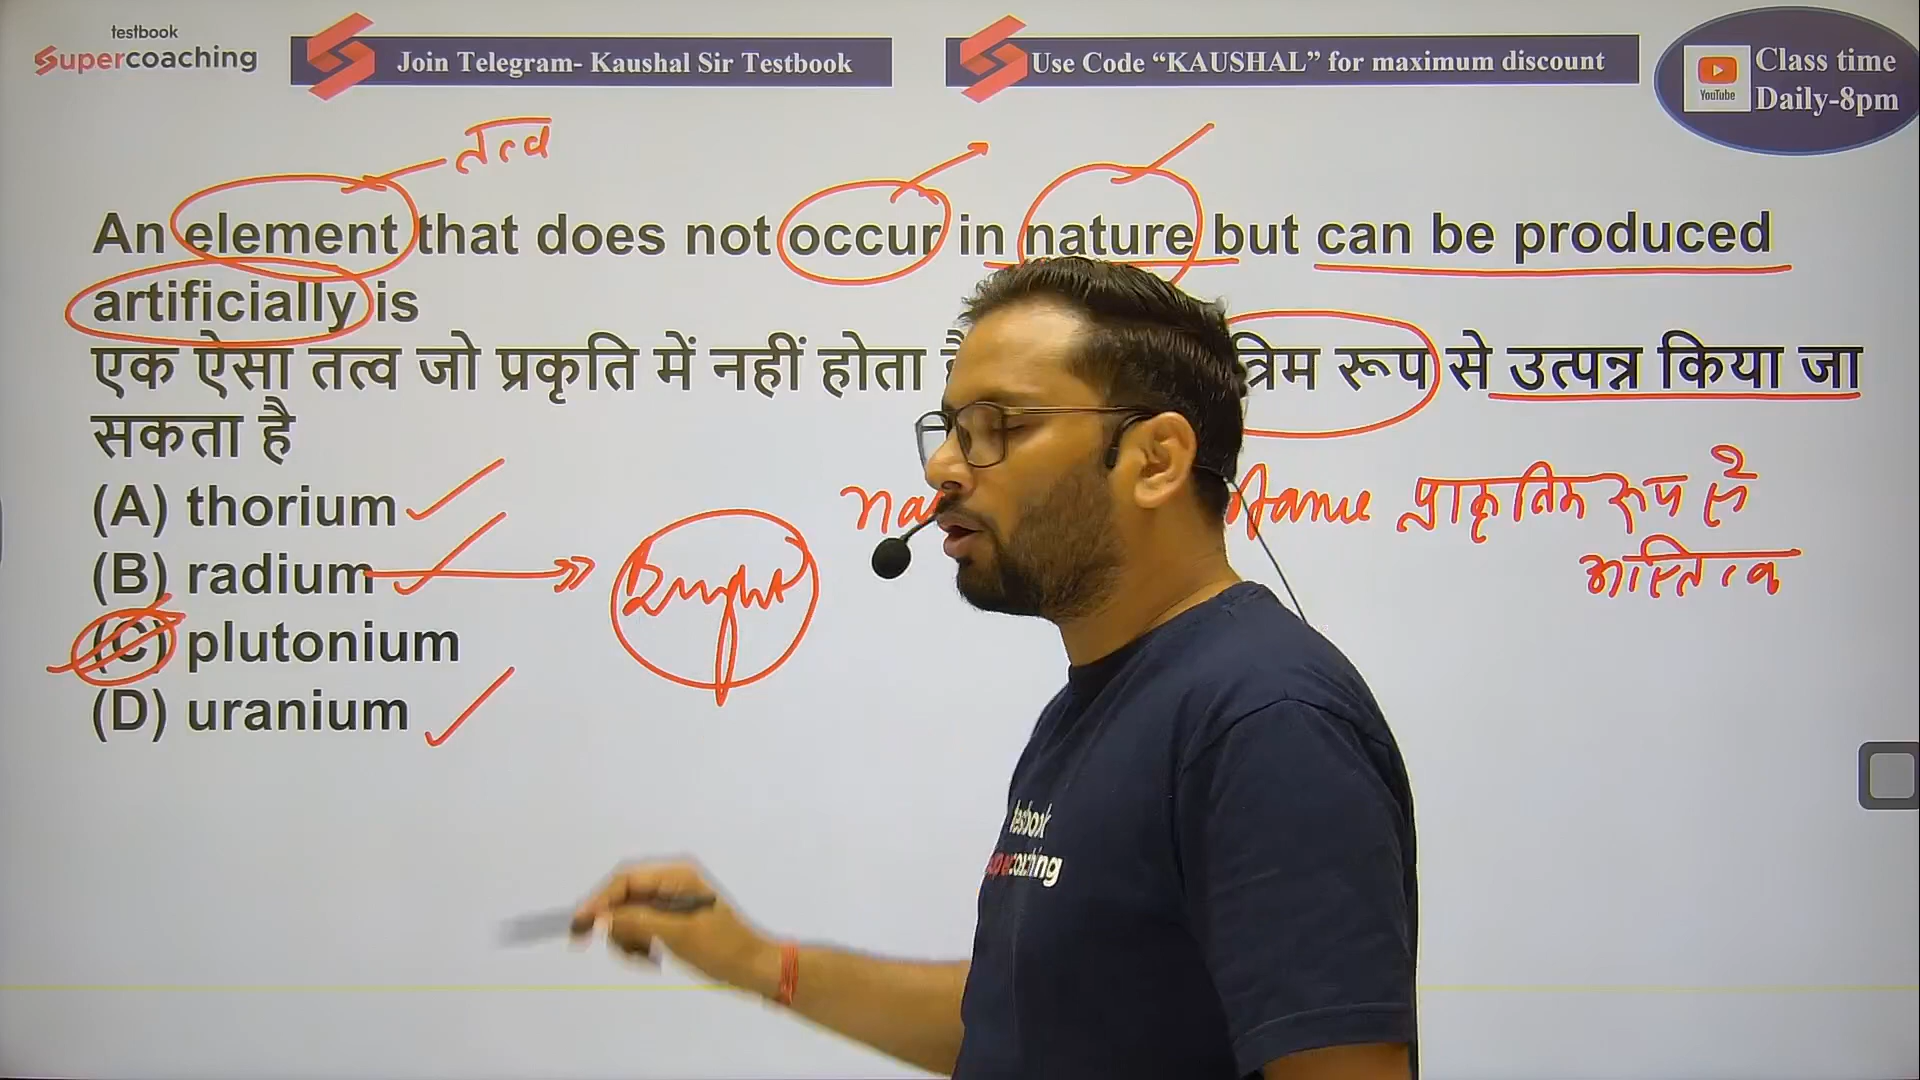 testbook
Supercoaching
Join Telegram- Kaushal Sir Testbook
Use Code “KAUSHAL” for maximum discount
YouTube
Class time
Daily-8pm
तत्व
An element that does not occur in nature but can be produced
artificially is
एक ऐसा तत्व जो प्रकृति में नहीं होता त्रिम रूप से उत्पन्न किया जा
सकता है
(A) thorium
प्राकृतिक रूप से
अस्तित्व
(B) radium
Bright
(C) plutonium
(D) uranium
testbook
supercoaching